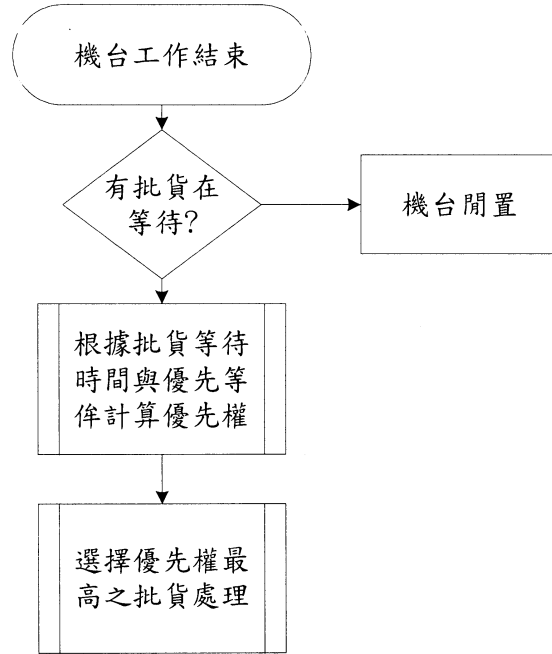 機台工作結束
有批貨在
等待?
機台閒置
根據批貨等待
時間與優先等
侔計算優先權
選擇優先權最
高之批貨處理